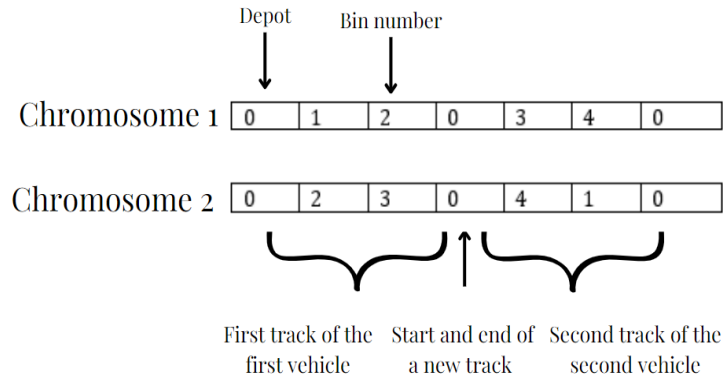 Depot
Bin number
Chromosome 1 0 1 2 0 3 4 0
Chromosome 2 0 2 3 0 4 1 0
First track of the
first vehicle
Start and end of
a new track
Second track of the
second vehicle